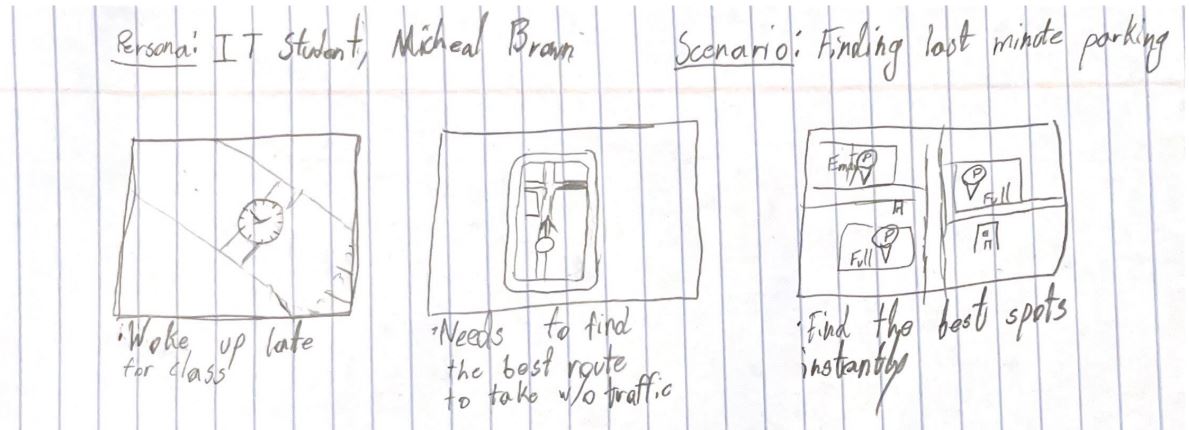 Persona: IT Student, Micheal Brown
Scenario: Finding last minute parking
Empty P
P Full
Full P
·Woke up late
for class
·Needs to find
the best route
to take w/o traffic
·Find the best spots
instantly